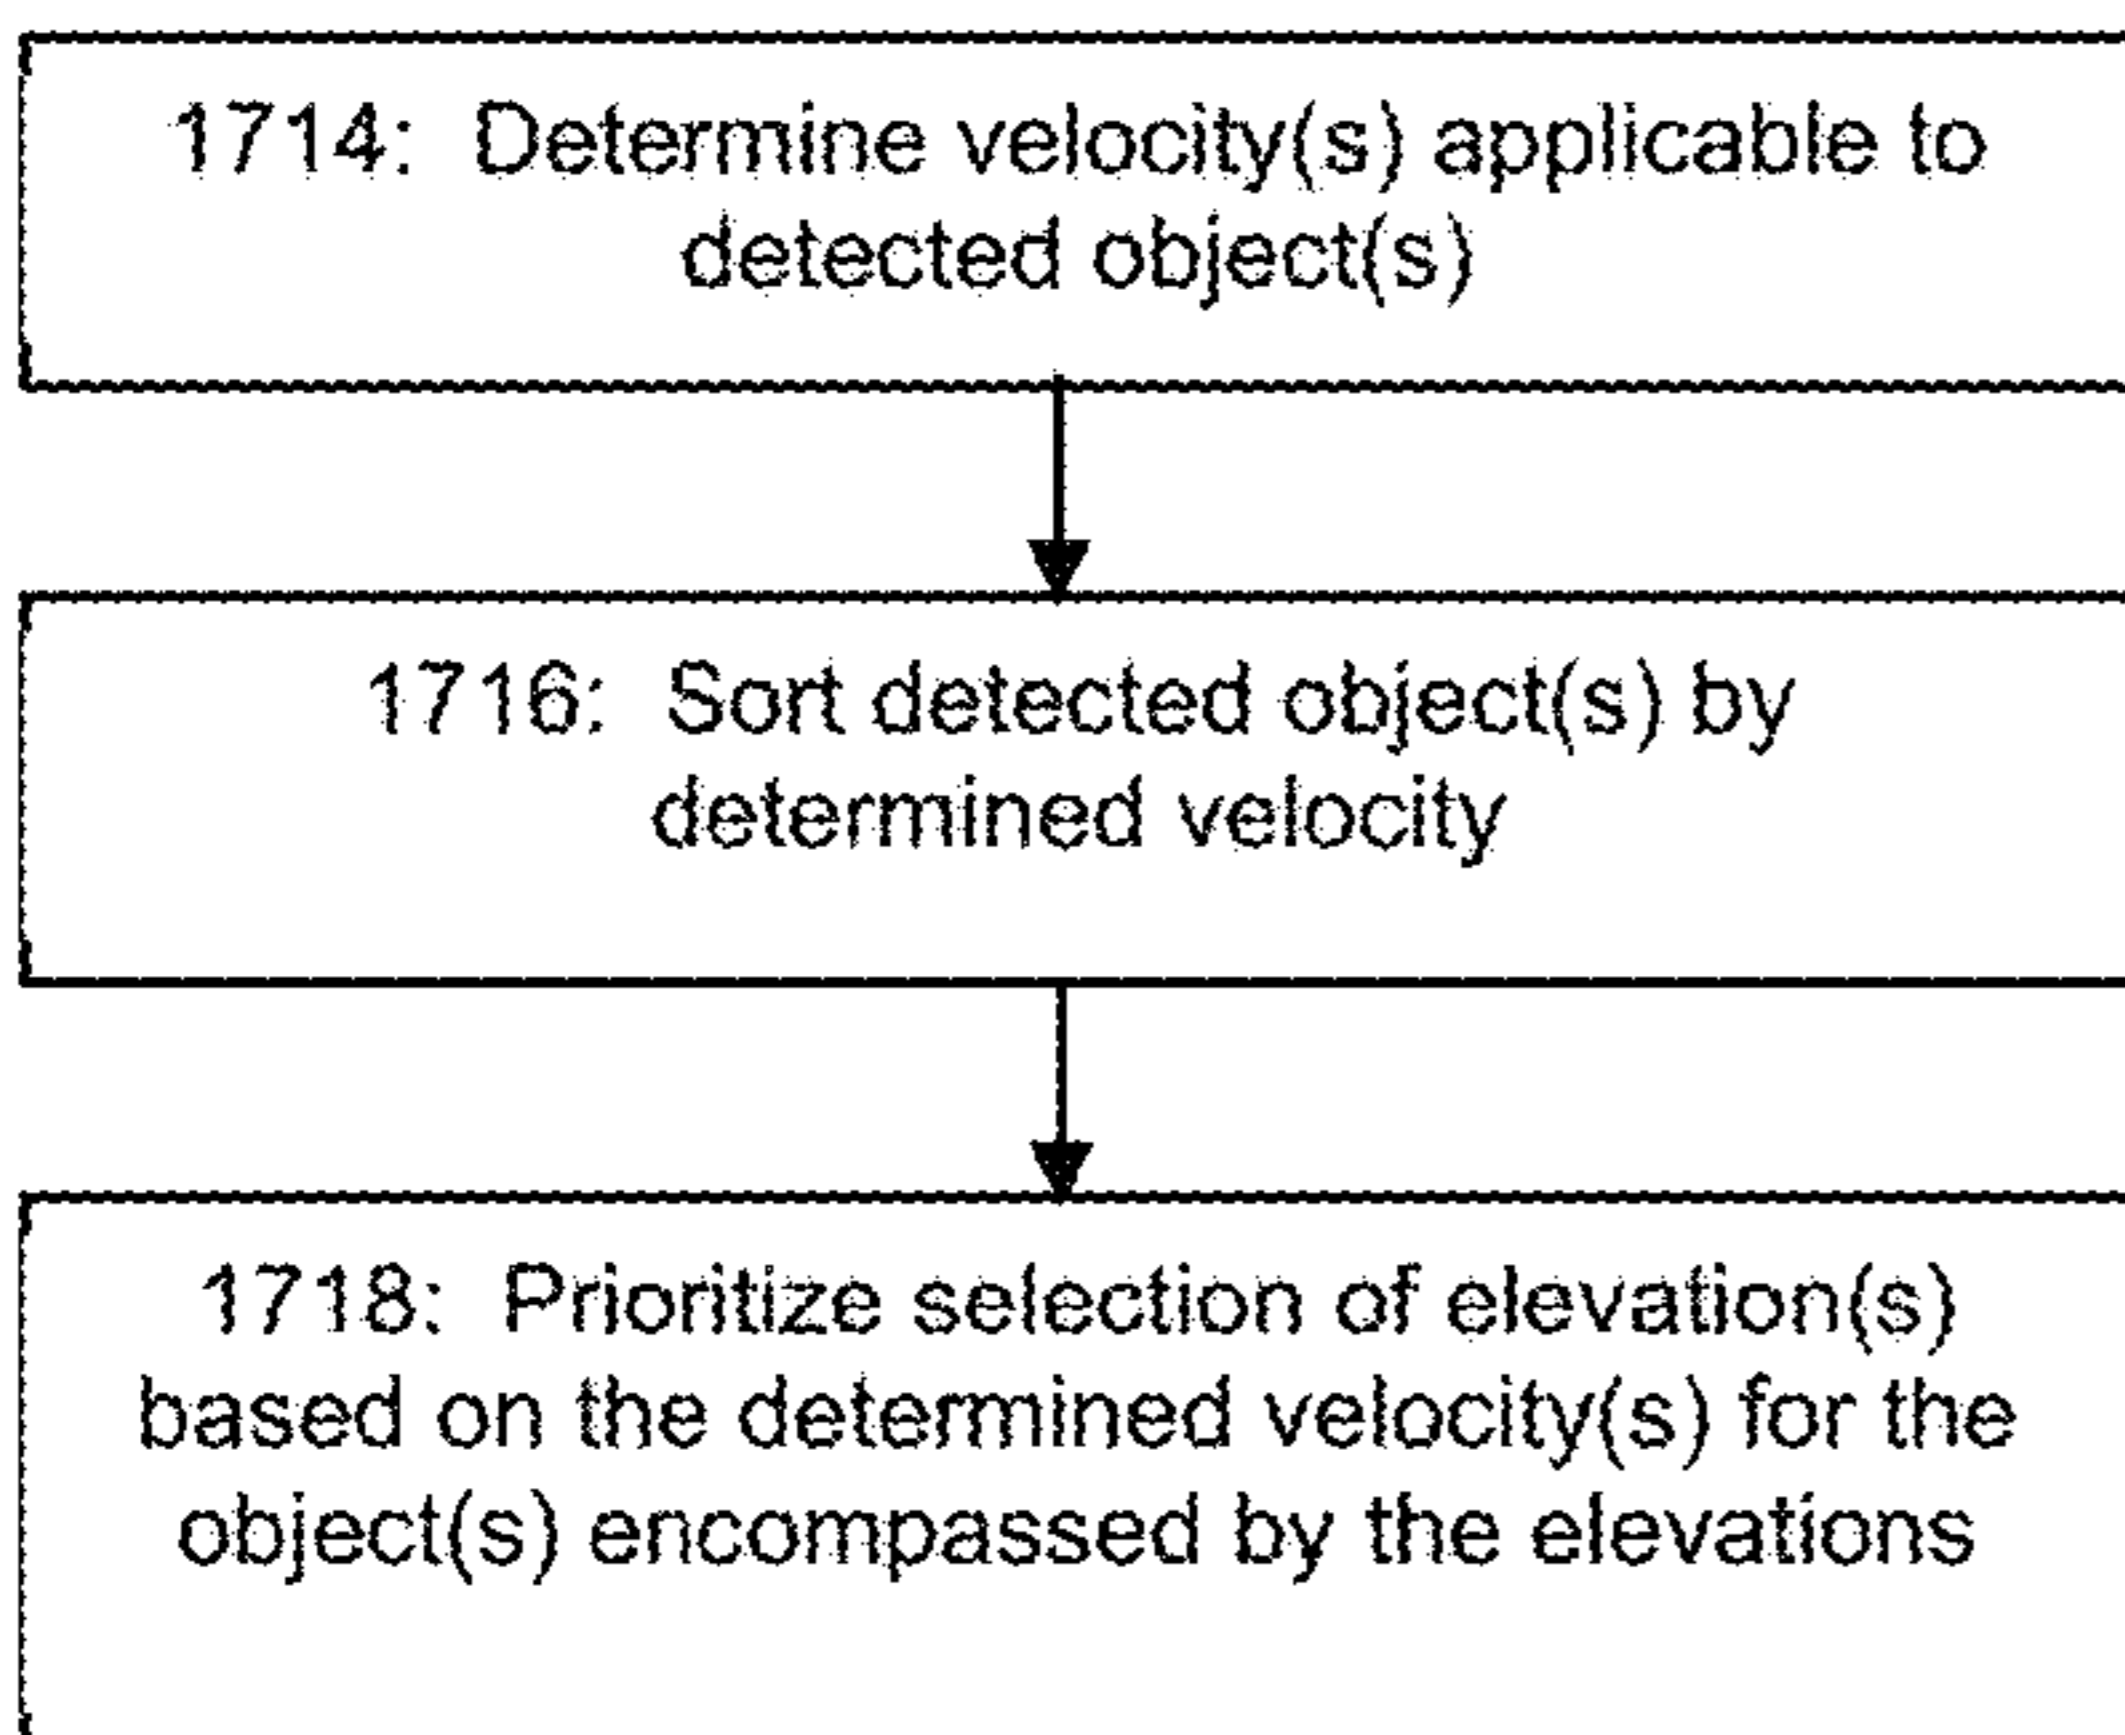 1714: Determine velocity(s) applicable to
detected object(s)
1716: Sort detected object(s) by
determined velocity
1718: Prioritize selection of elevation(s)
based on the determined velocity(s) for the
object(s) encompassed by the elevations